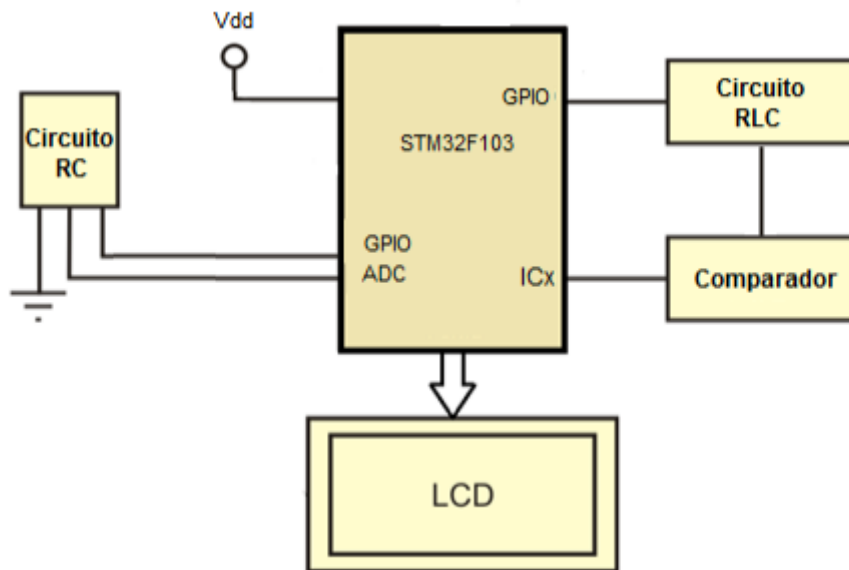 Vdd
Circuito
RC
GPIO
STM32F103
GPIO
ADC
ICx
Circuito
RLC
Comparador
LCD